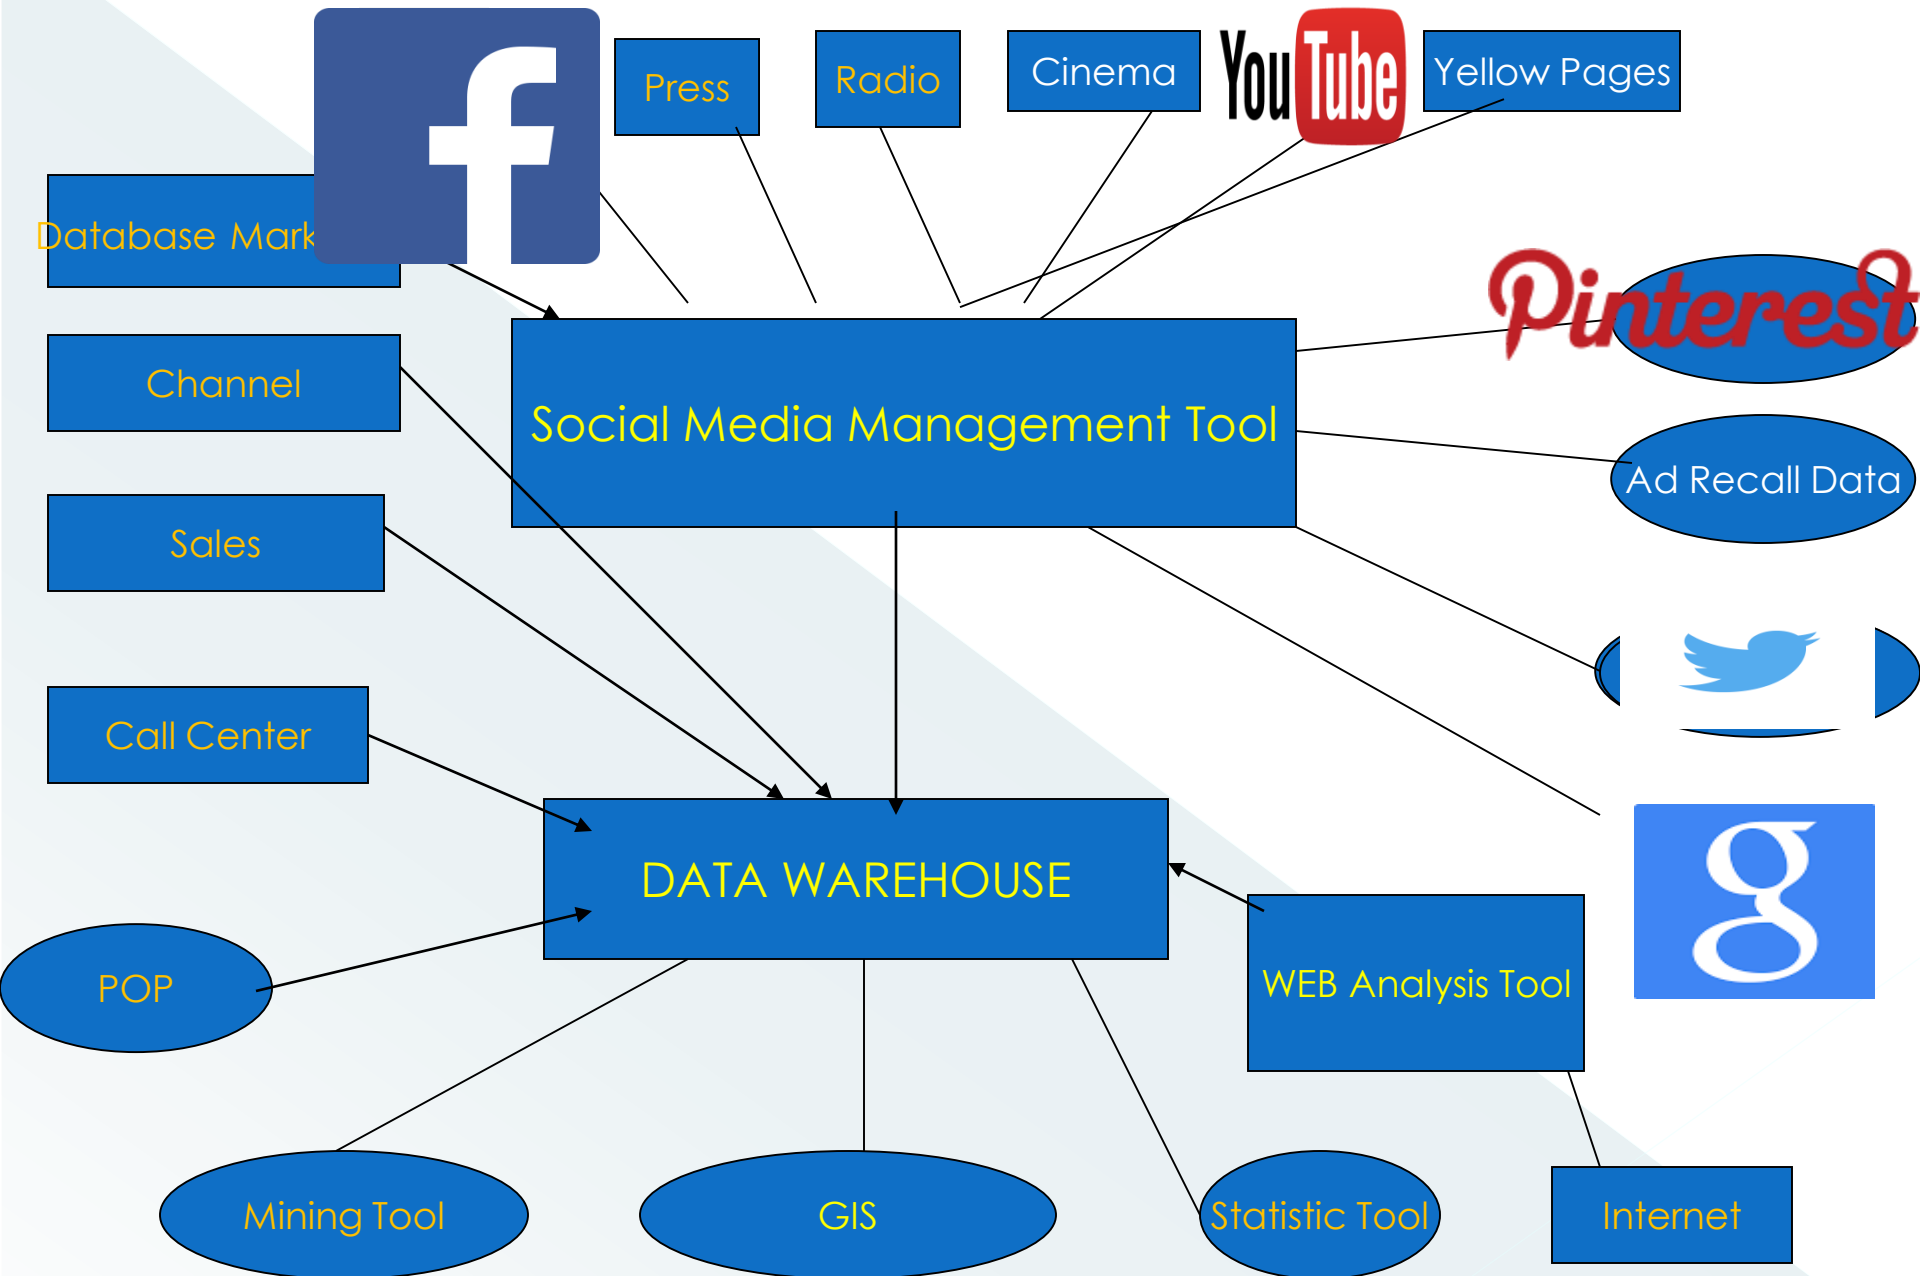 f
Press
Radio
Cinema
YouTube
Yellow Pages
Database Mark
Pinterest
Channel
Social Media Management Tool
Ad Recall Data
Sales
Call Center
g
DATA WAREHOUSE
WEB Analysis Tool
POP
Mining Tool
GIS
Statistic Tool
Internet